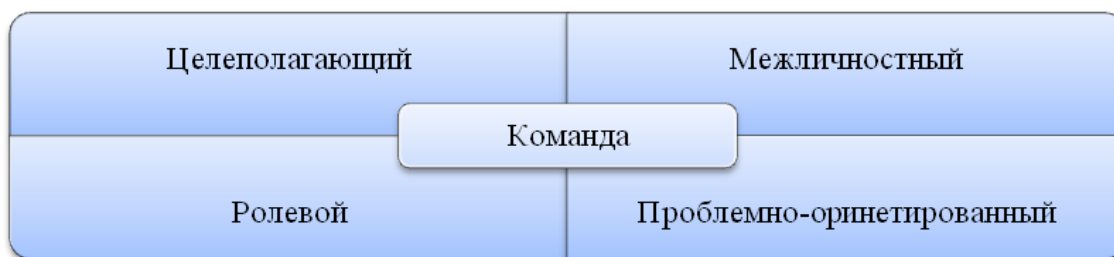 Целеполагающий
Межличностный
Команда
Ролевой
Проблемно-оринетированный